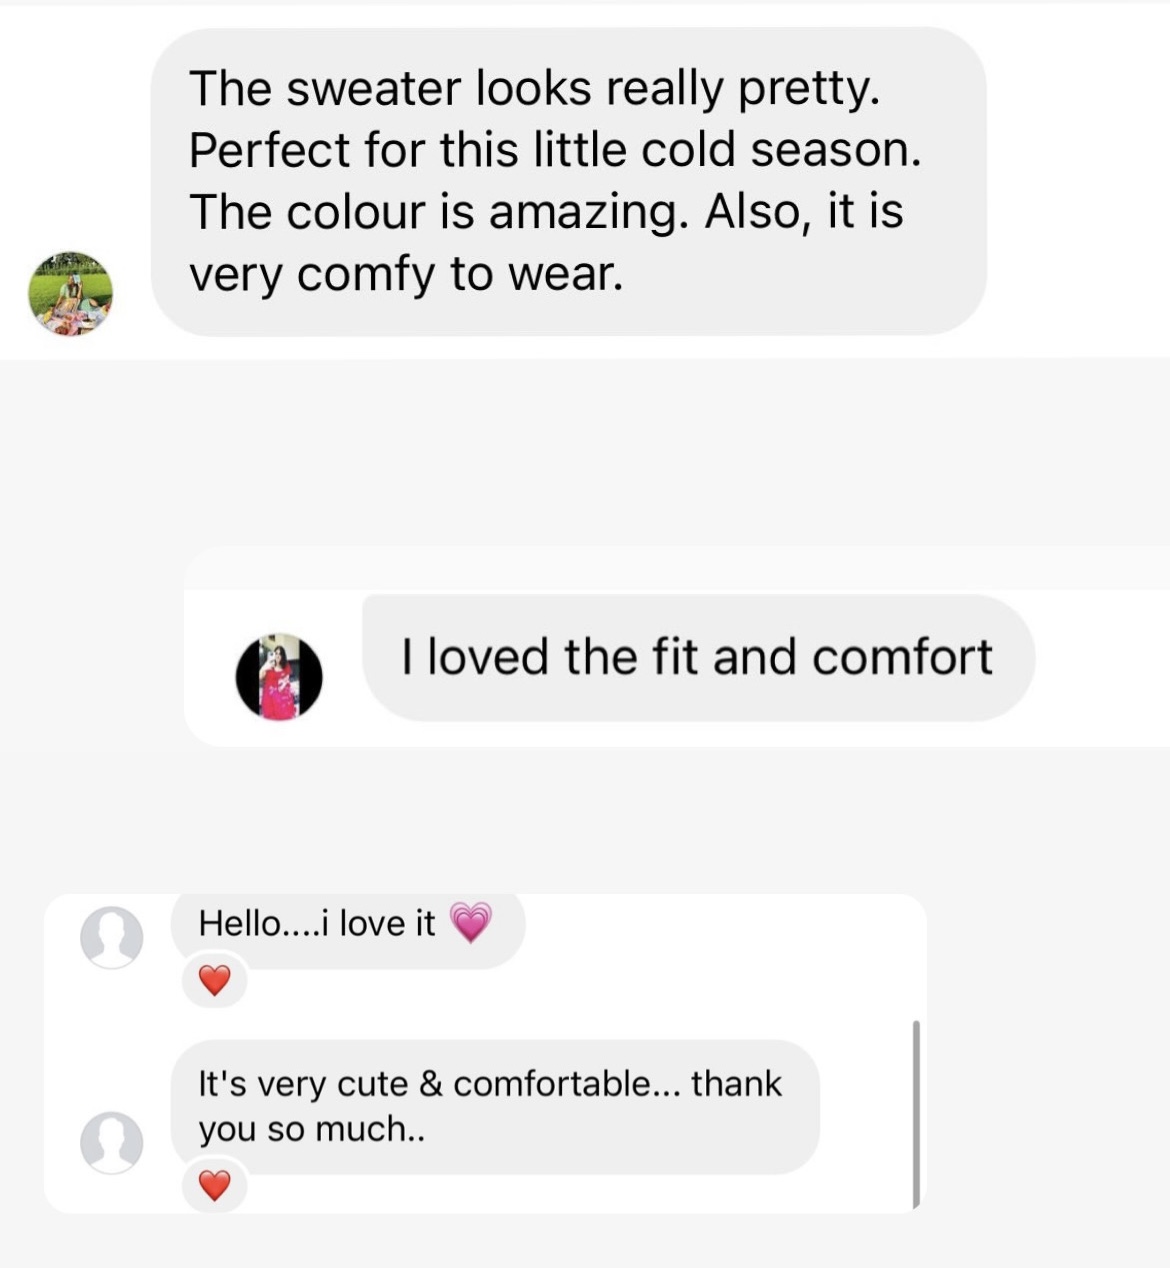 The sweater looks really pretty.
Perfect for this little cold season.
The colour is amazing. Also, it is
very comfy to wear.
I loved the fit and comfort
Hello....i love it 💗
❤️
It's very cute & comfortable... thank
you so much..
❤️